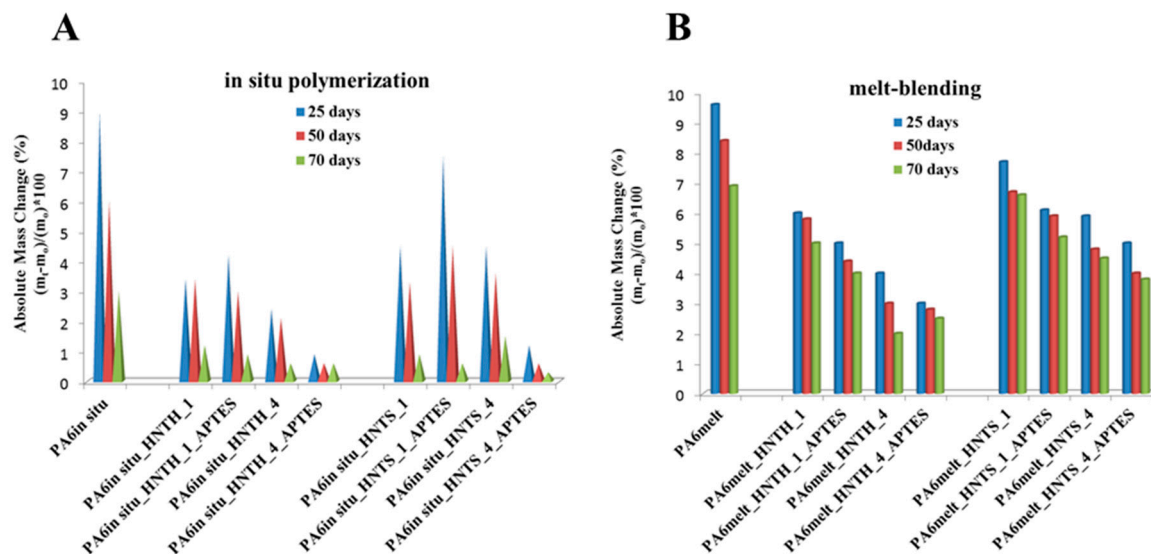 A
in situ polymerization
25 days
50 days
70 days
Absolute Mass Change (%)
(mt-mo)/(mo)*100
10
9
8
7
6
5
4
3
2
1
0
PA6in situ
PA6in situ_HNTH_1
PA6in situ_HNTH_1_APTES
PA6in situ_HNTH_4
PA6in situ_HNTH_4_APTES
PA6in situ_HNTS_1
PA6in situ_HNTS_1_APTES
PA6in situ_HNTS_4
PA6in situ_HNTS_4_APTES
B
melt-blending
25 days
50days
70 days
Absolute Mass Change (%)
(mt-mo)/(mo)*100
10
9
8
7
6
5
4
3
2
1
0
PA6melt
PA6melt_HNTH_1
PA6melt_HNTH_1_APTES
PA6melt_HNTH_4
PA6melt_HNTH_4_APTES
PA6melt_HNTS_1
PA6melt_HNTS_1_APTES
PA6melt_HNTS_4
PA6melt_HNTS_4_APTES